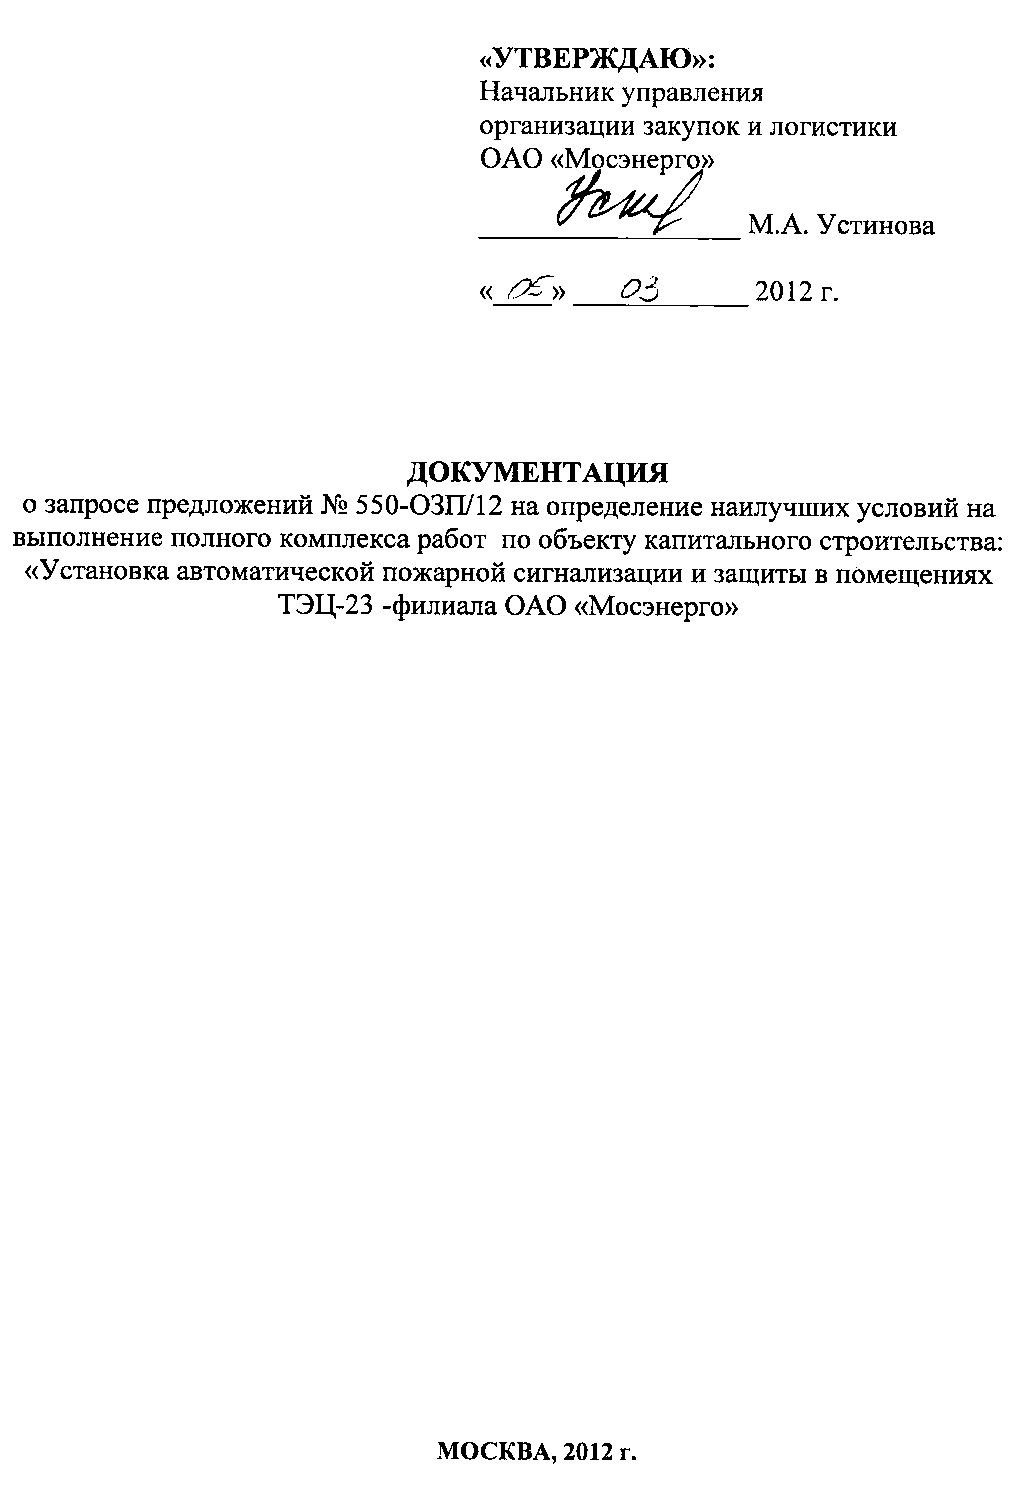 «УТВЕРЖДАЮ»:
Начальник управления
организации закупок и логистики
ОАО «Мосэнерго»
М.А. Устинова
«05» 03 2012 г.
ДОКУМЕНТАЦИЯ
о запросе предложений № 550-ОЗП/12 на определение наилучших условий на
выполнение полного комплекса работ по объекту капитального строительства:
«Установка автоматической пожарной сигнализации и защиты в помещениях
ТЭЦ-23 -филиала ОАО «Мосэнерго»
МОСКВА, 2012 г.